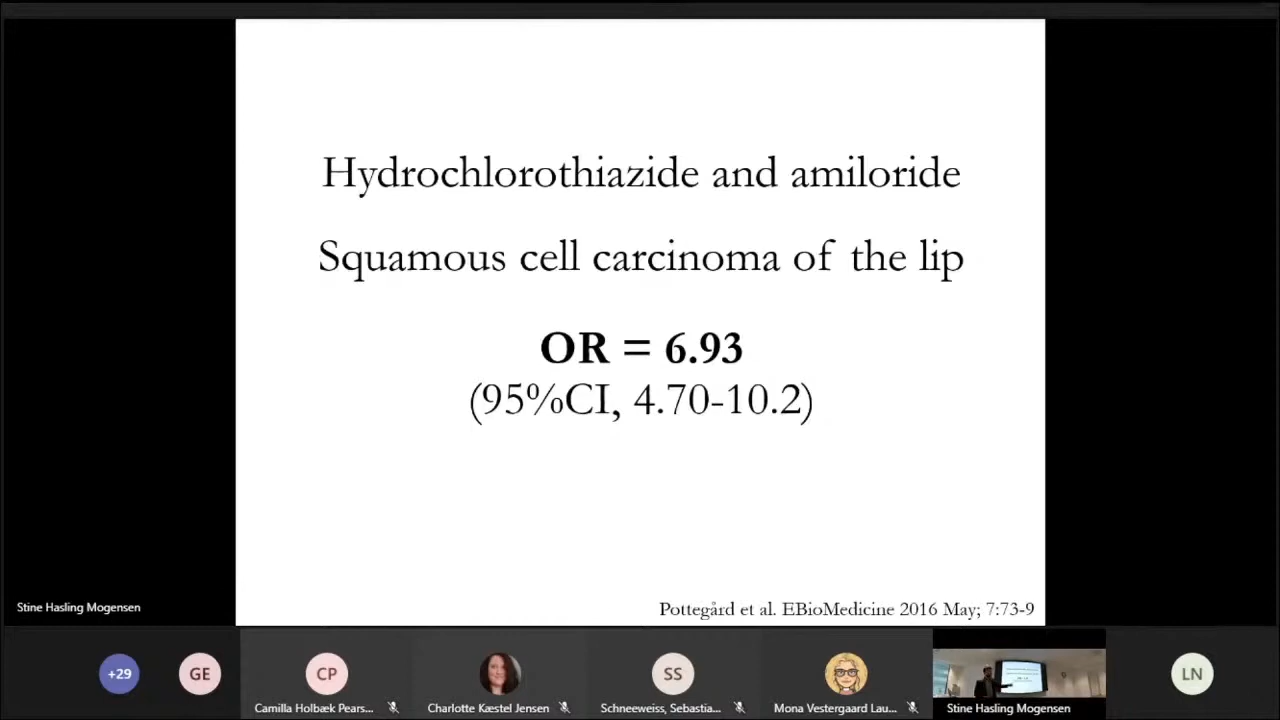 Hydrochlorothiazide and amiloride
Squamous cell carcinoma of the lip
OR = 6.93
(95%CI, 4.70-10.2)
Pottegård et al. EBioMedicine 2016 May; 7:73-9
Stine Hasling Mogensen
+29
GE
CP
SS
LN
Camilla Holbæk Pears...
Charlotte Kæstel Jensen
Schneeweiss, Sebastia...
Mona Vestergaard Lau...
Stine Hasling Mogensen